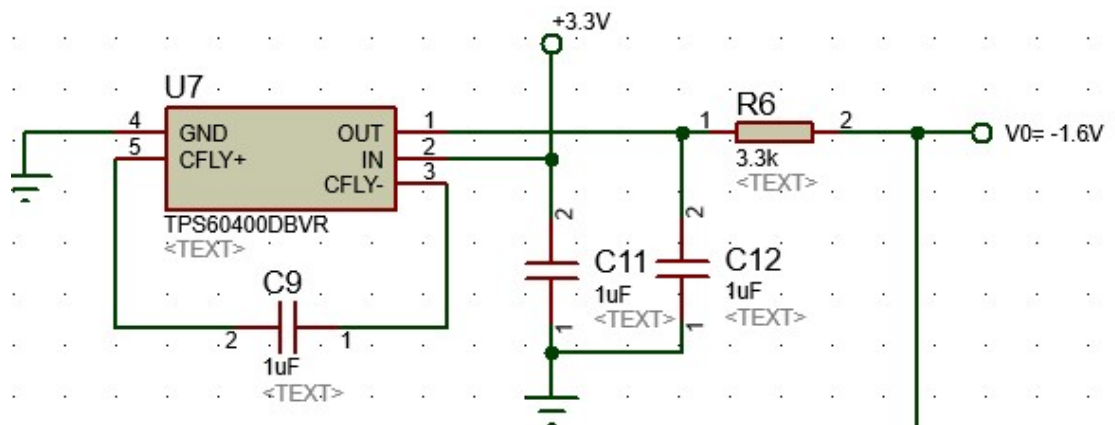 +3.3V
U7
4
GND
OUT
1
R6
1
2
V0= -1.6V
5
CFLY+
IN
2
3.3k
CFLY-
3
<TEXT>
TPS60400DBVR
<TEXT>
2
2
C9
C11
C12
1uF
1uF
<TEXT>
<TEXT>
2
1
1
1
1uF
<TEXT>